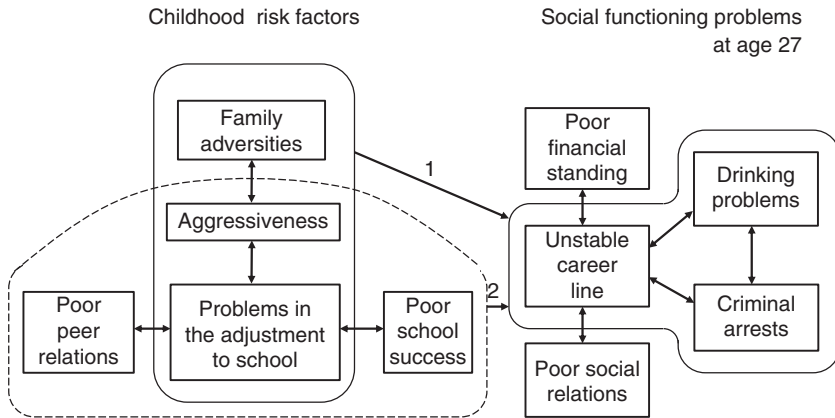 Childhood risk factors
Social functioning problems
at age 27
Family
adversities
Aggressiveness
Poor
peer
relations
Problems in
the adjustment
to school
Poor
school
success
1
2
Poor
financial
standing
Unstable
career
line
Poor social
relations
Drinking
problems
Criminal
arrests